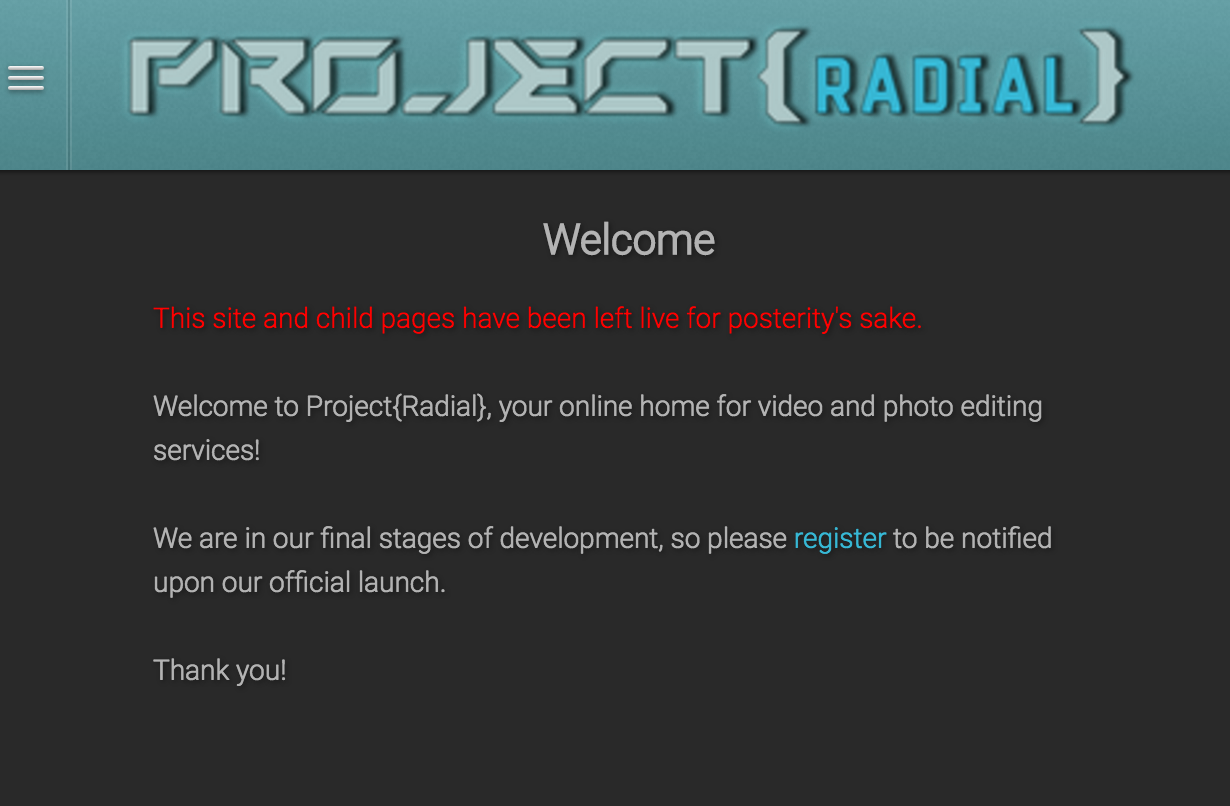 PROJECT{RADIAL}
Welcome
This site and child pages have been left live for posterity's sake.
Welcome to Project{Radial}, your online home for video and photo editing
services!
We are in our final stages of development, so please register to be notified
upon our official launch.
Thank you!